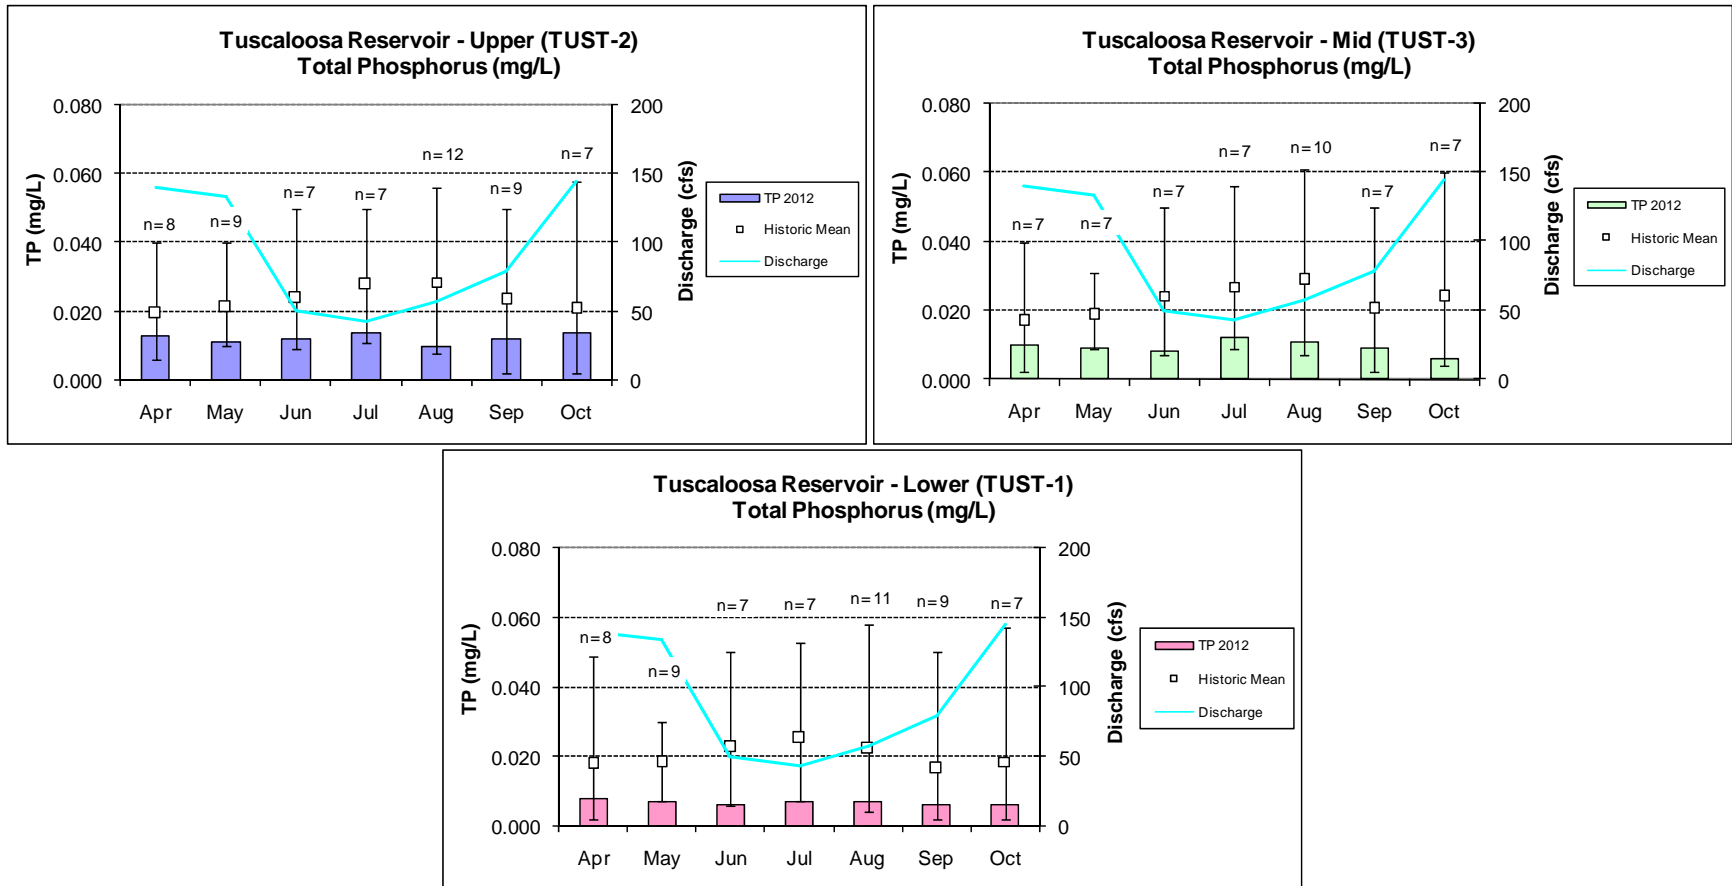 Tuscaloosa Reservoir - Upper (TUST-2)
Total Phosphorus (mg/L)
0.080
0.060
0.040
0.020
0.000
TP (mg/L)
n=8
n=9
n=7
n=7
n=12
n=9
n=7
200
150
100
50
0
Discharge (cfs)
Apr May Jun Jul Aug Sep Oct
TP 2012
Historic Mean
Discharge
Tuscaloosa Reservoir - Mid (TUST-3)
Total Phosphorus (mg/L)
0.080
0.060
0.040
0.020
0.000
TP (mg/L)
n=7
n=7
n=7
n=7
n=10
n=7
n=7
200
150
100
50
0
Discharge (cfs)
Apr May Jun Jul Aug Sep Oct
TP 2012
Historic Mean
Discharge
Tuscaloosa Reservoir - Lower (TUST-1)
Total Phosphorus (mg/L)
0.080
0.060
0.040
0.020
0.000
TP (mg/L)
n=8
n=9
n=7
n=7
n=11
n=9
n=7
200
150
100
50
0
Discharge (cfs)
Apr May Jun Jul Aug Sep Oct
TP 2012
Historic Mean
Discharge